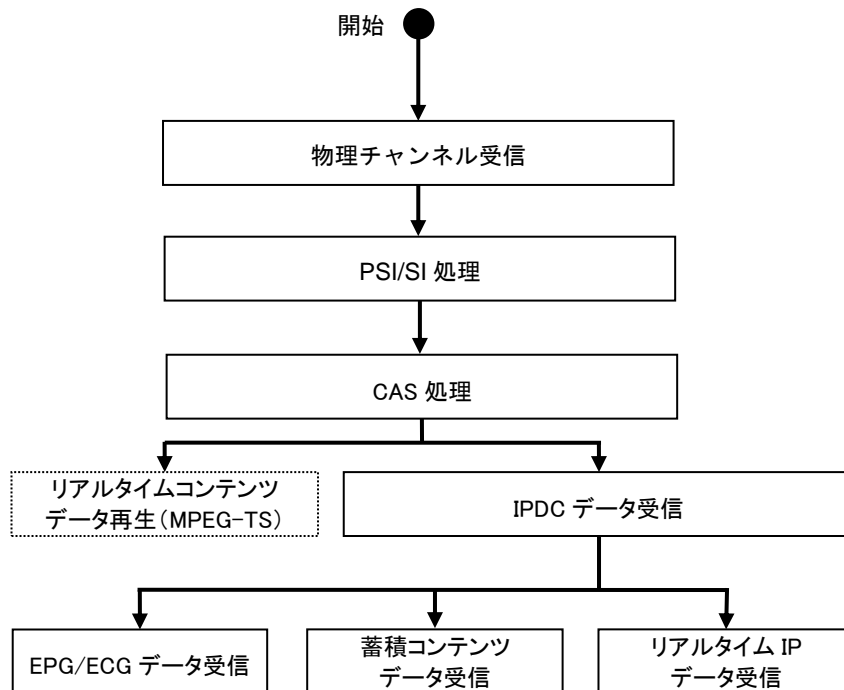 開始
物理チャンネル受信
PSI/SI 処理
CAS 処理
リアルタイムコンテンツ
データ再生(MPEG-TS)
IPDC データ受信
EPG/ECG データ受信
蓄積コンテンツ
データ受信
リアルタイム IP
データ受信